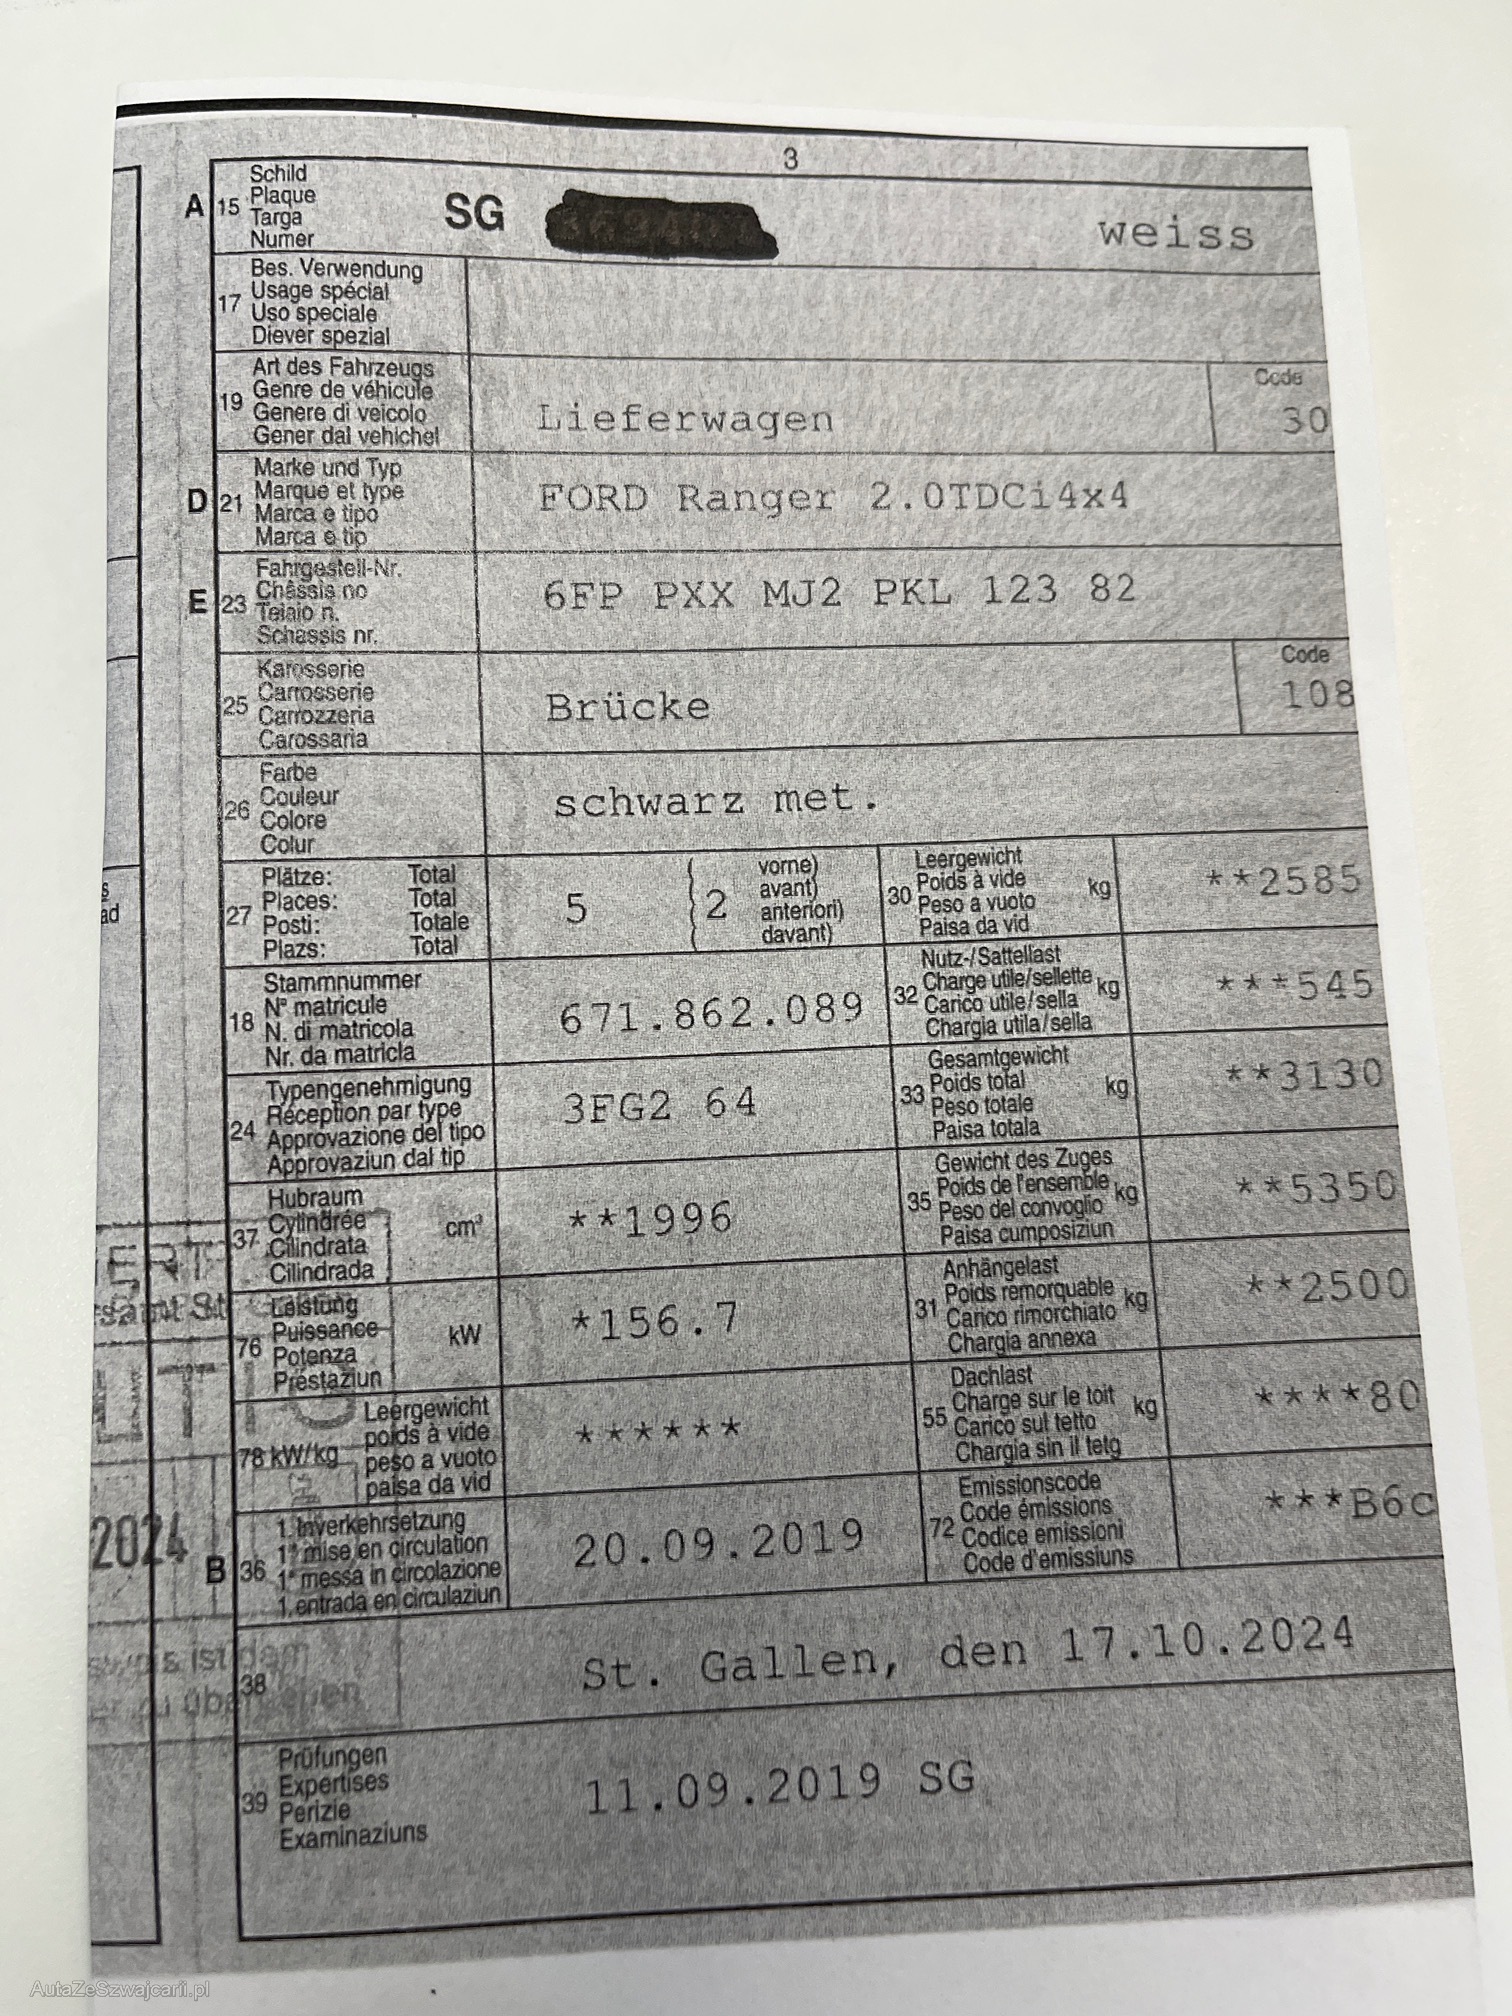 3
A 15 Schild
Plaque
Targa
Numer
SG
weiss
17 Bes. Verwendung
Usage spécial
Uso speciale
Diever spezial
19 Art des Fahrzeugs
Genre de véhicule
Genere di veicolo
Gener dal vehichel
Lieferwagen
Code
30
D 21 Marke und Typ
Marque et type
Marca e tipo
Marca e tip
FORD Ranger 2.0TDCi4x4
E 23 Fahrgestell-Nr.
Châssis no
Telaio n.
Schassis nr.
6FP PXX MJ2 PKL 123 82
25 Karosserie
Carrosserie
Carrozzeria
Carossaria
Brücke
Code
108
26 Farbe
Couleur
Colore
Colur
schwarz met.
27 Plätze: Total
Places: Total
Posti: Totale
Plazs: Total
5
2
vorne)
avant)
anteriori)
davant)
30 Leergewicht
Poids à vide
Peso a vuoto
Paisa da vid
kg
**2585
18 Stammnummer
N° matricule
N. di matricola
Nr. da matricla
671.862.089
32 Nutz-/Sattellast
Charge utile/sellette
Carico utile/sella
Chargia utila/sella
kg
***545
24 Typengenehmigung
Réception par type
Approvazione del tipo
Approvaziun dal tip
3FG2 64
33 Gesamtgewicht
Poids total
Peso totale
Paisa totala
kg
**3130
37 Hubraum
Cylindrée
Cilindrata
Cilindrada
cm³
**1996
35 Gewicht des Zuges
Poids de l'ensemble
Peso del convoglio
Paisa cumposiziun
kg
**5350
76 Leistung
Puissance
Potenza
Prestaziun
kW
*156.7
31 Anhängelast
Poids remorquable
Carico rimorchiato
Chargia annexa
kg
**2500
78 kW/kg
Leergewicht
poids à vide
peso a vuoto
paisa da vid
******
55 Dachlast
Charge sur le toit
Carico sul tetto
Chargia sin il tetg
kg
****80
2024
B 36 1. Inverkehrsetzung
1re mise en circulation
1a messa in circolazione
1. entrada en circulaziun
20.09.2019
72 Emissionscode
Code émissions
Codice emissioni
Code d'emissiuns
***B6c
38
St. Gallen, den 17.10.2024
39 Prüfungen
Expertises
Perizie
Examinaziuns
11.09.2019 SG
AutaZeSzwajcarii.pl